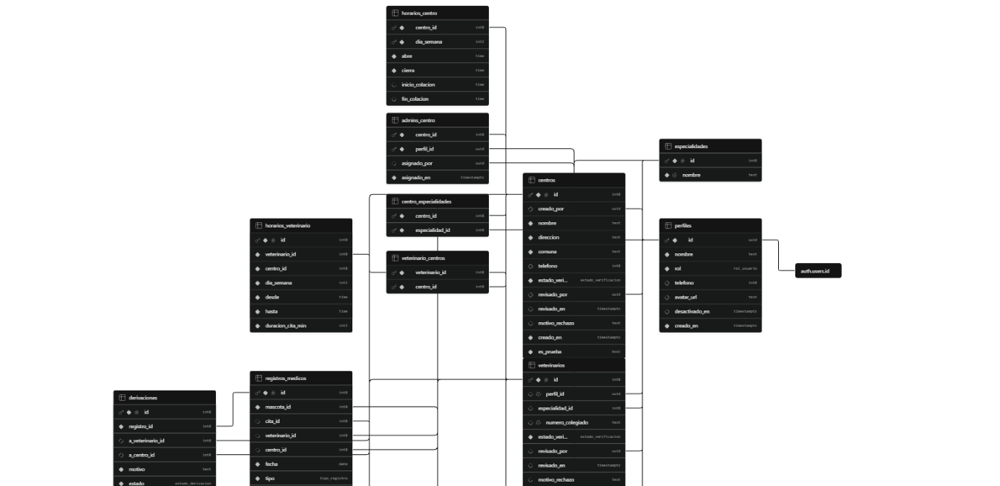 horarios_centro
centro_id int8
dia_semana int2
abre time
cierra time
inicio_colacion time
fin_colacion time
admins_centro
centro_id int8
perfil_id uuid
asignado_por uuid
asignado_en timestamptz
especialidades
id int8
nombre text
centro_especialidades
centro_id int8
especialidad_id int8
veterinario_centros
veterinario_id int8
centro_id int8
horarios_veterinario
id int8
veterinario_id int8
centro_id int8
dia_semana int2
desde time
hasta time
duracion_cita_min int2
centros
id int8
creado_por uuid
nombre text
direccion text
comuna text
telefono int8
estado_veri... estado_verificacion
revisado_por uuid
revisado_en timestamptz
motivo_rechazo text
creado_en timestamptz
es_prueba bool
perfiles
id uuid
nombre text
rol rol_usuario
telefono int8
avatar_url text
desactivado_en timestamptz
creado_en timestamptz
auth.users.id
veterinarios
id int8
perfil_id uuid
especialidad_id int8
numero_colegiado text
estado_veri... estado_verificacion
revisado_por uuid
revisado_en timestamptz
motivo_rechazo text
registros_medicos
id int8
mascota_id int8
cita_id int8
veterinario_id int8
centro_id int8
fecha date
tipo tipo_registro
derivaciones
id int8
registro_id int8
a_veterinario_id int8
a_centro_id int8
motivo text
estado estado_derivacion